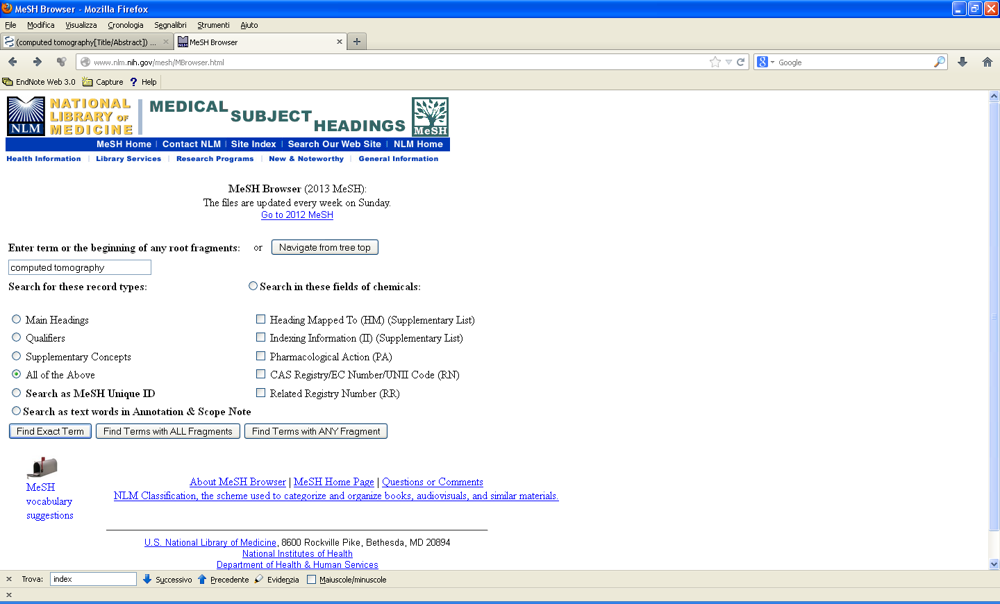 MeSH Browser - Mozilla Firefox
File Modifica Visualizza Cronologia Segnalibri Strumenti Aiuto
(computed tomography[Title/Abstract]) ... MeSH Browser
www.nlm.nih.gov/mesh/MBrowser.html Google
EndNote Web 3.0 Capture Help
NLM NATIONAL LIBRARY OF MEDICINE MEDICAL SUBJECT HEADINGS MeSH
MeSH Home | Contact NLM | Site Index | Search Our Web Site | NLM Home
Health Information | Library Services | Research Programs | New & Noteworthy | General Information
MeSH Browser (2013 MeSH):
The files are updated every week on Sunday.
Go to 2012 MeSH
Enter term or the beginning of any root fragments: or Navigate from tree top
computed tomography
Search for these record types: Search in these fields of chemicals:
Main Headings Heading Mapped To (HM) (Supplementary List)
Qualifiers Indexing Information (II) (Supplementary List)
Supplementary Concepts Pharmacological Action (PA)
All of the Above CAS Registry/EC Number/UNII Code (RN)
Search as MeSH Unique ID Related Registry Number (RR)
Search as text words in Annotation & Scope Note
Find Exact Term Find Terms with ALL Fragments Find Terms with ANY Fragment
MeSH
vocabulary
suggestions
About MeSH Browser | MeSH Home Page | Questions or Comments
NLM Classification, the scheme used to categorize and organize books, audiovisuals, and similar materials.
U.S. National Library of Medicine, 8600 Rockville Pike, Bethesda, MD 20894
National Institutes of Health
Department of Health & Human Services
Trova: index Successivo Precedente Evidenzia Maiuscole/minuscole